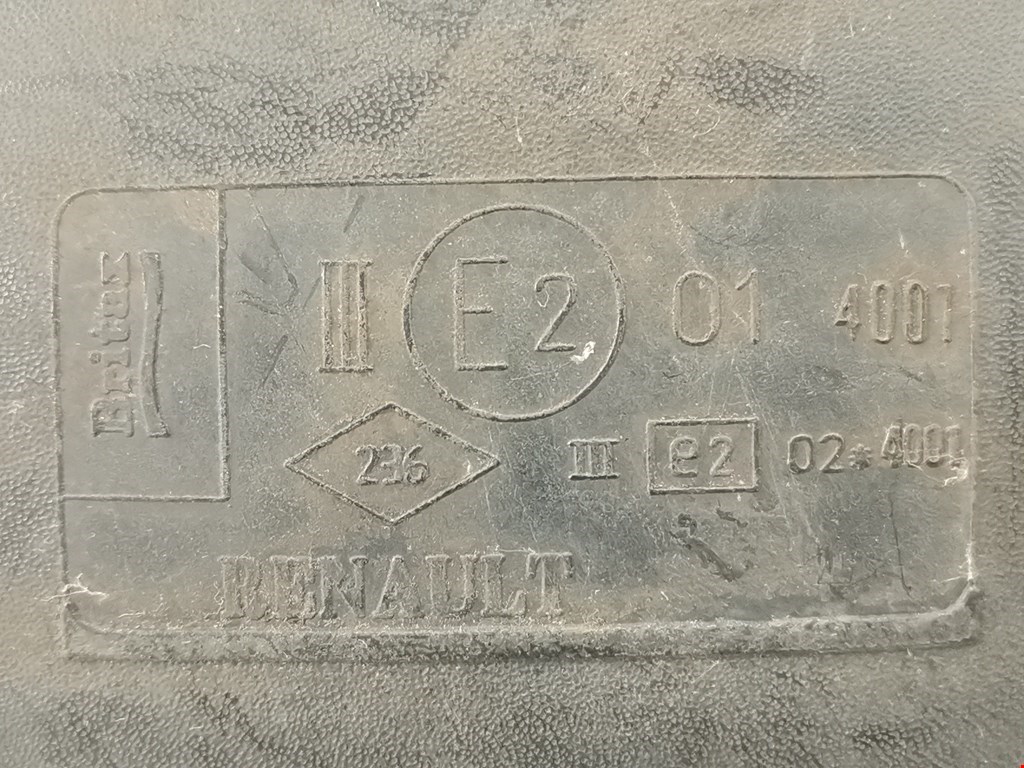 Britax
III E2 01 4001
236 III e2 02*4001
RENAULT